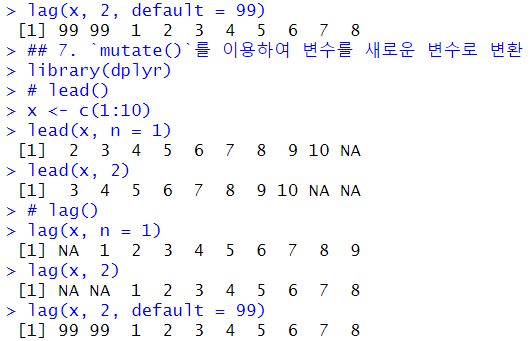 > lag(x, 2, default = 99)
[1] 99 99 1 2 3 4 5 6 7 8
> ## 7. `mutate()`를 이용하여 변수를 새로운 변수로 변환
> library(dplyr)
> # lead()
> x <- c(1:10)
> lead(x, n = 1)
[1] 2 3 4 5 6 7 8 9 10 NA
> lead(x, 2)
[1] 3 4 5 6 7 8 9 10 NA NA
> # lag()
> lag(x, n = 1)
[1] NA 1 2 3 4 5 6 7 8 9
> lag(x, 2)
[1] NA NA 1 2 3 4 5 6 7 8
> lag(x, 2, default = 99)
[1] 99 99 1 2 3 4 5 6 7 8